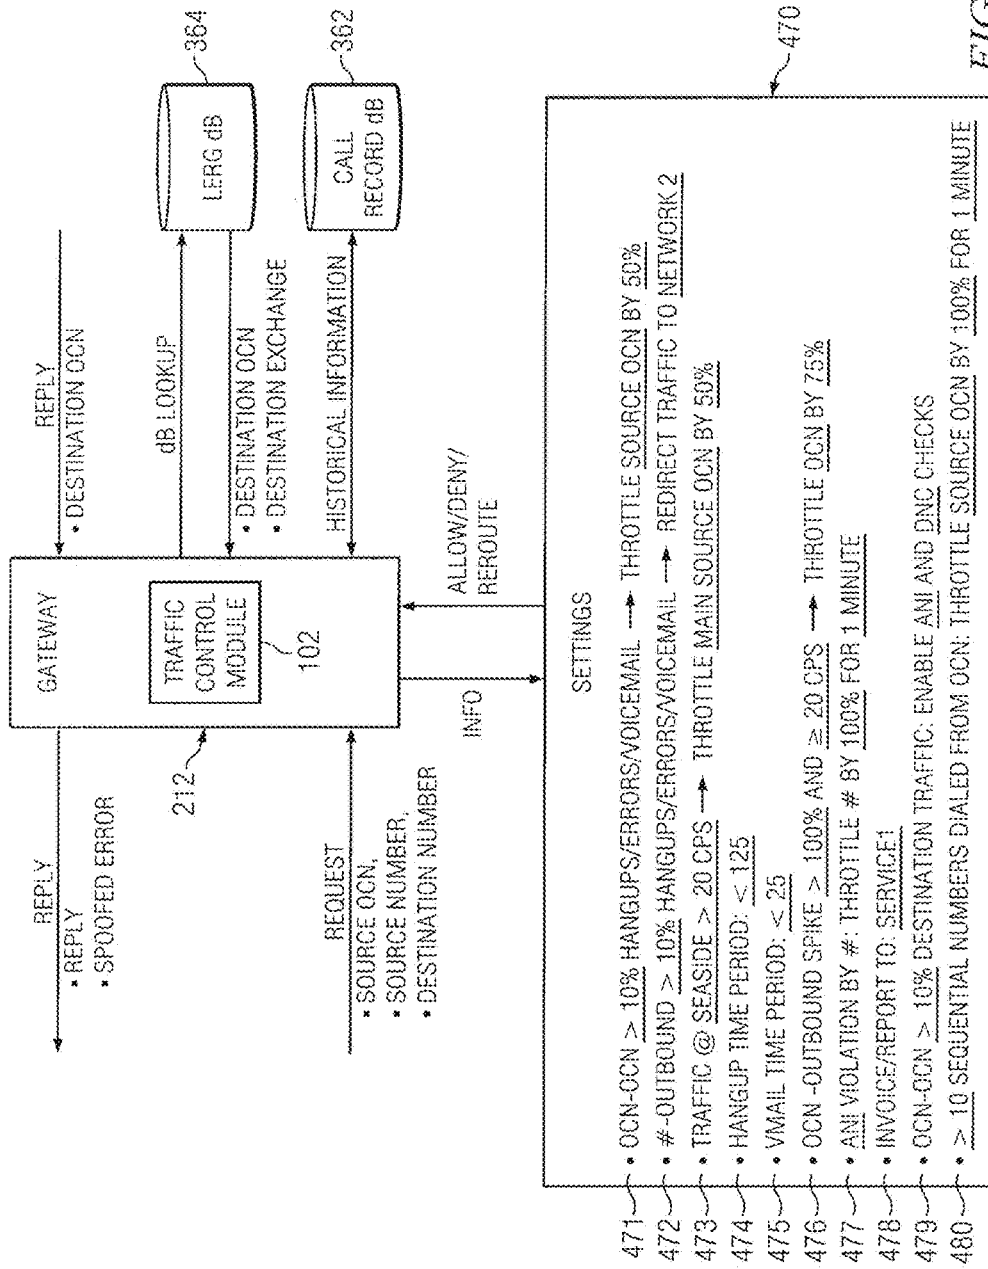 REPLY
• REPLY
• SPOOFED ERROR
REQUEST
• SOURCE OCN,
• SOURCE NUMBER,
• DESTINATION NUMBER
212
GATEWAY
TRAFFIC
CONTROL
MODULE
102
REPLY
• DESTINATION OCN
dB LOOKUP
• DESTINATION OCN
• DESTINATION EXCHANGE
HISTORICAL INFORMATION
LERG dB
364
CALL
RECORD dB
362
INFO
ALLOW/DENY/
REROUTE
SETTINGS
470
471 • OCN-OCN > 10% HANGUPS/ERRORS/VOICEMAIL → THROTTLE SOURCE OCN BY 50%
472 • #-OUTBOUND > 10% HANGUPS/ERRORS/VOICEMAIL → REDIRECT TRAFFIC TO NETWORK 2
473 • TRAFFIC @ SEASIDE > 20 CPS → THROTTLE MAIN SOURCE OCN BY 50%
474 • HANGUP TIME PERIOD: < 125
475 • VMAIL TIME PERIOD: < 25
476 • OCN -OUTBOUND SPIKE > 100% AND ≥ 20 CPS → THROTTLE OCN BY 75%
477 • ANI VIOLATION BY #: THROTTLE # BY 100% FOR 1 MINUTE
478 • INVOICE/REPORT TO: SERVICE1
479 • OCN-OCN > 10% DESTINATION TRAFFIC: ENABLE ANI AND DNC CHECKS
480 • > 10 SEQUENTIAL NUMBERS DIALED FROM OCN: THROTTLE SOURCE OCN BY 100% FOR 1 MINUTE